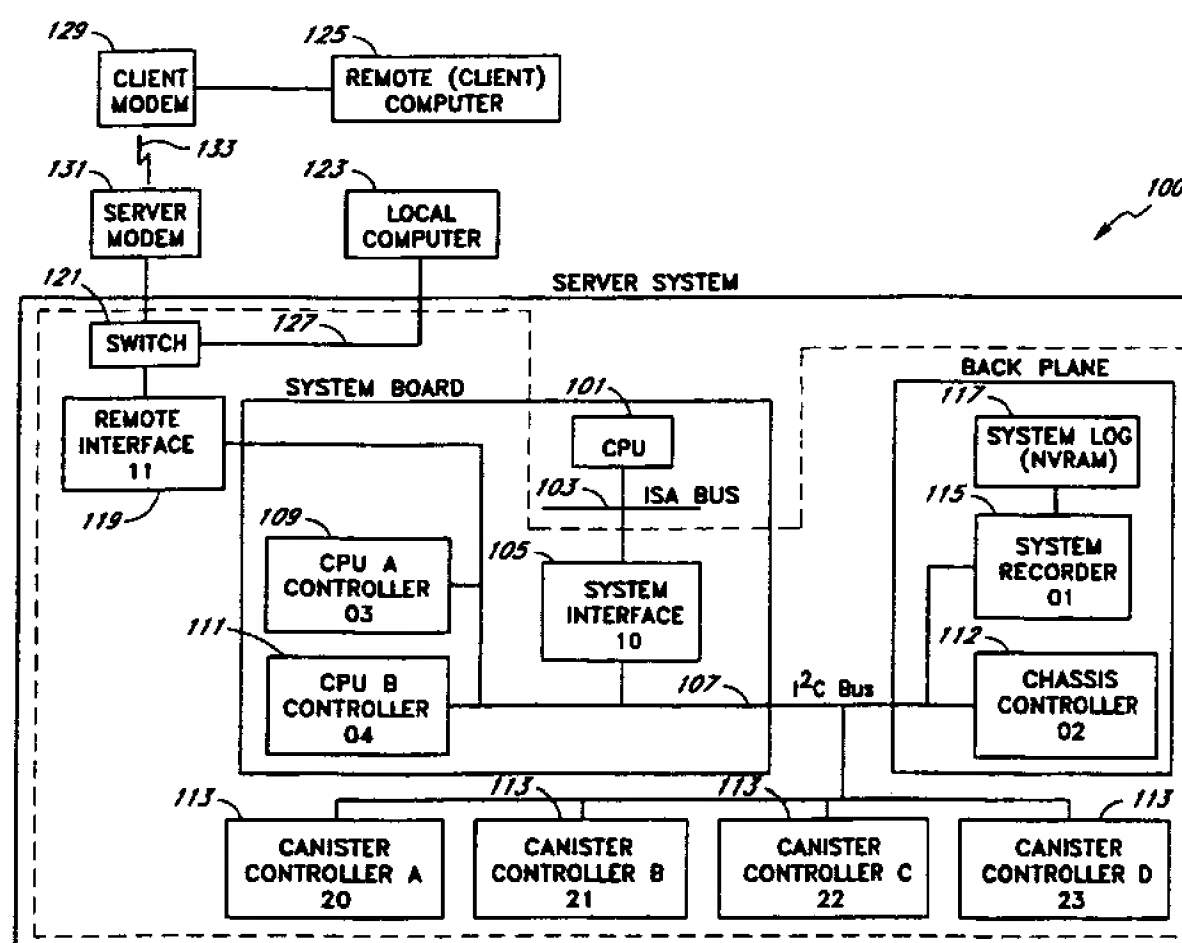 129
CLIENT
MODEM
125
REMOTE (CLIENT)
COMPUTER
133
131
SERVER
MODEM
123
LOCAL
COMPUTER
100
SERVER SYSTEM
121
SWITCH
127
REMOTE
INTERFACE
11
119
SYSTEM BOARD
101
CPU
103
ISA BUS
109
CPU A
CONTROLLER
03
105
SYSTEM
INTERFACE
10
111
CPU B
CONTROLLER
04
107
I²C Bus
BACK PLANE
117
SYSTEM LOG
(NVRAM)
115
SYSTEM
RECORDER
01
112
CHASSIS
CONTROLLER
02
113
CANISTER
CONTROLLER A
20
113
CANISTER
CONTROLLER B
21
113
CANISTER
CONTROLLER C
22
113
CANISTER
CONTROLLER D
23